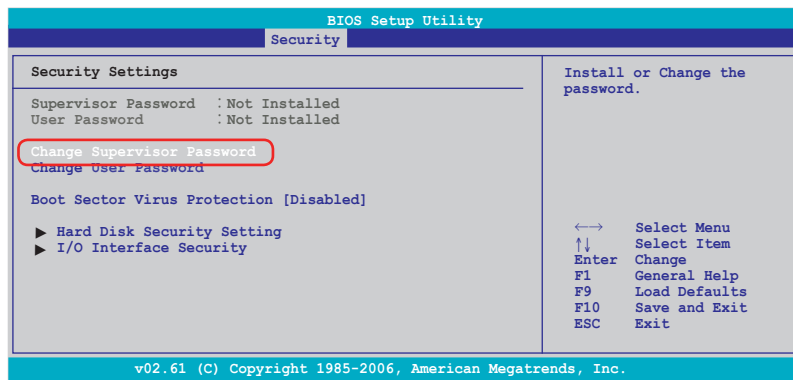 BIOS Setup Utility
Security
Security Settings
Supervisor Password : Not Installed
User Password : Not Installed
Change Supervisor Password
Change User Password
Boot Sector Virus Protection [Disabled]
▶ Hard Disk Security Setting
▶ I/O Interface Security
Install or Change the
password.
←→ Select Menu
↑↓ Select Item
Enter Change
F1 General Help
F9 Load Defaults
F10 Save and Exit
ESC Exit
v02.61 (C) Copyright 1985-2006, American Megatrends, Inc.